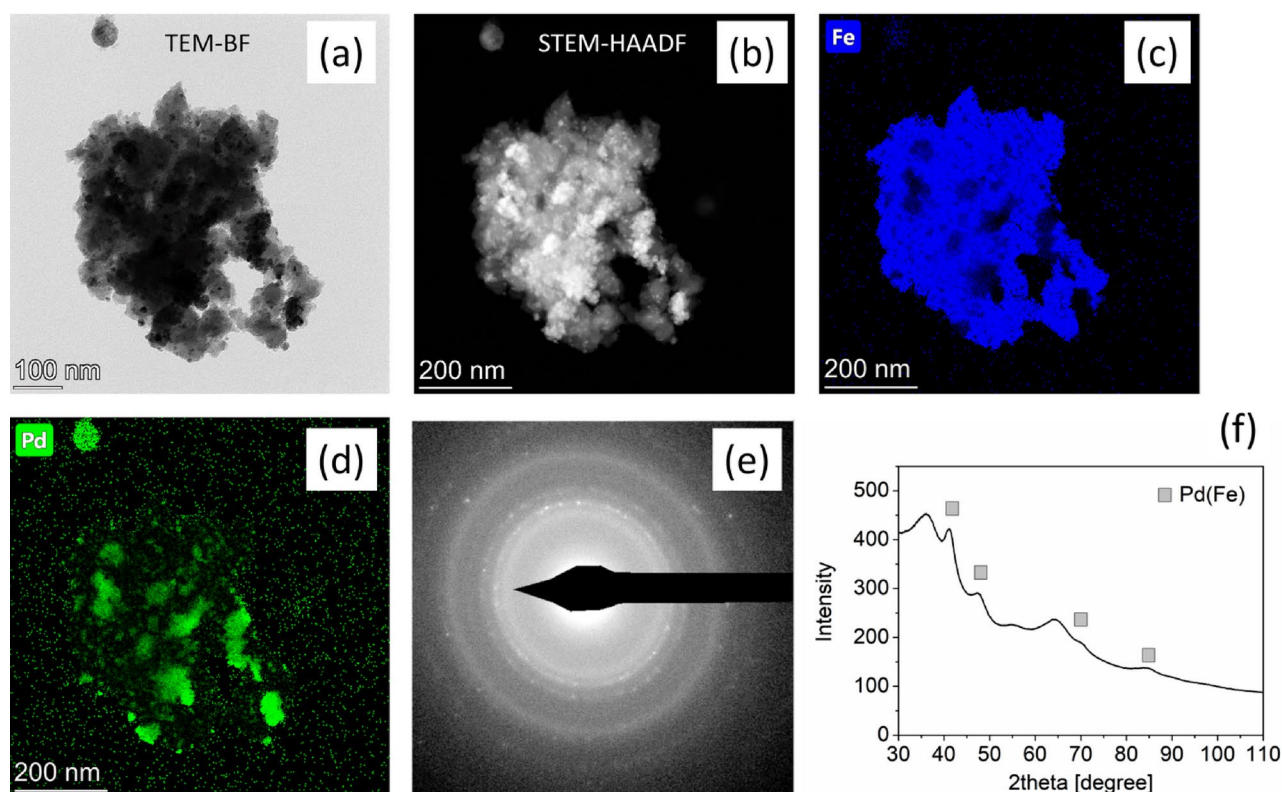 TEM-BF
(a)
100 nm
STEM-HAADF
(b)
200 nm
Fe
(c)
200 nm
Pd
(d)
200 nm
(e)
(f)
Pd(Fe)
500
400
300
200
100
0
Intensity
30 40 50 60 70 80 90 100 110
2theta [degree]